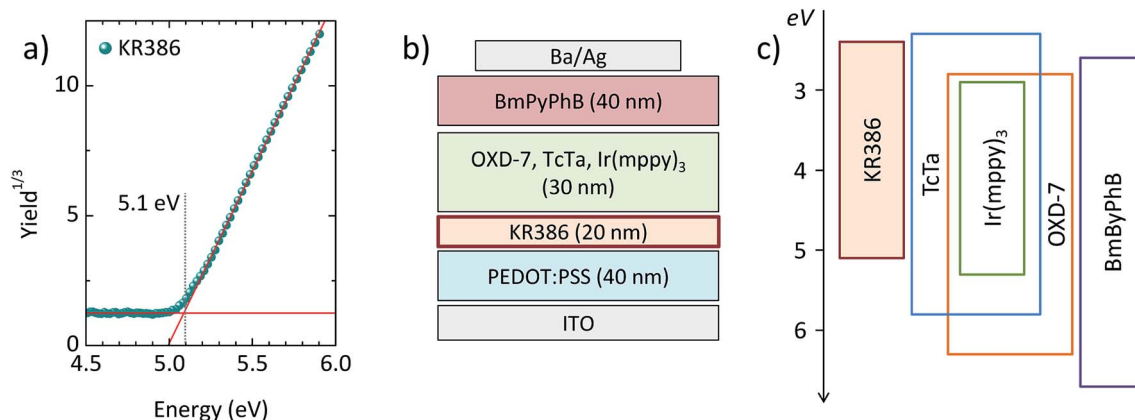 a)
KR386
10
5
0
5.1 eV
Yield1/3
4.5
5.0
5.5
6.0
Energy (eV)
b)
Ba/Ag
BmPyPhB (40 nm)
OXD-7, TcTa, Ir(mppy)3
(30 nm)
KR386 (20 nm)
PEDOT:PSS (40 nm)
ITO
c)
eV
3
4
5
6
KR386
TcTa
Ir(mppy)3
OXD-7
BmByPhB